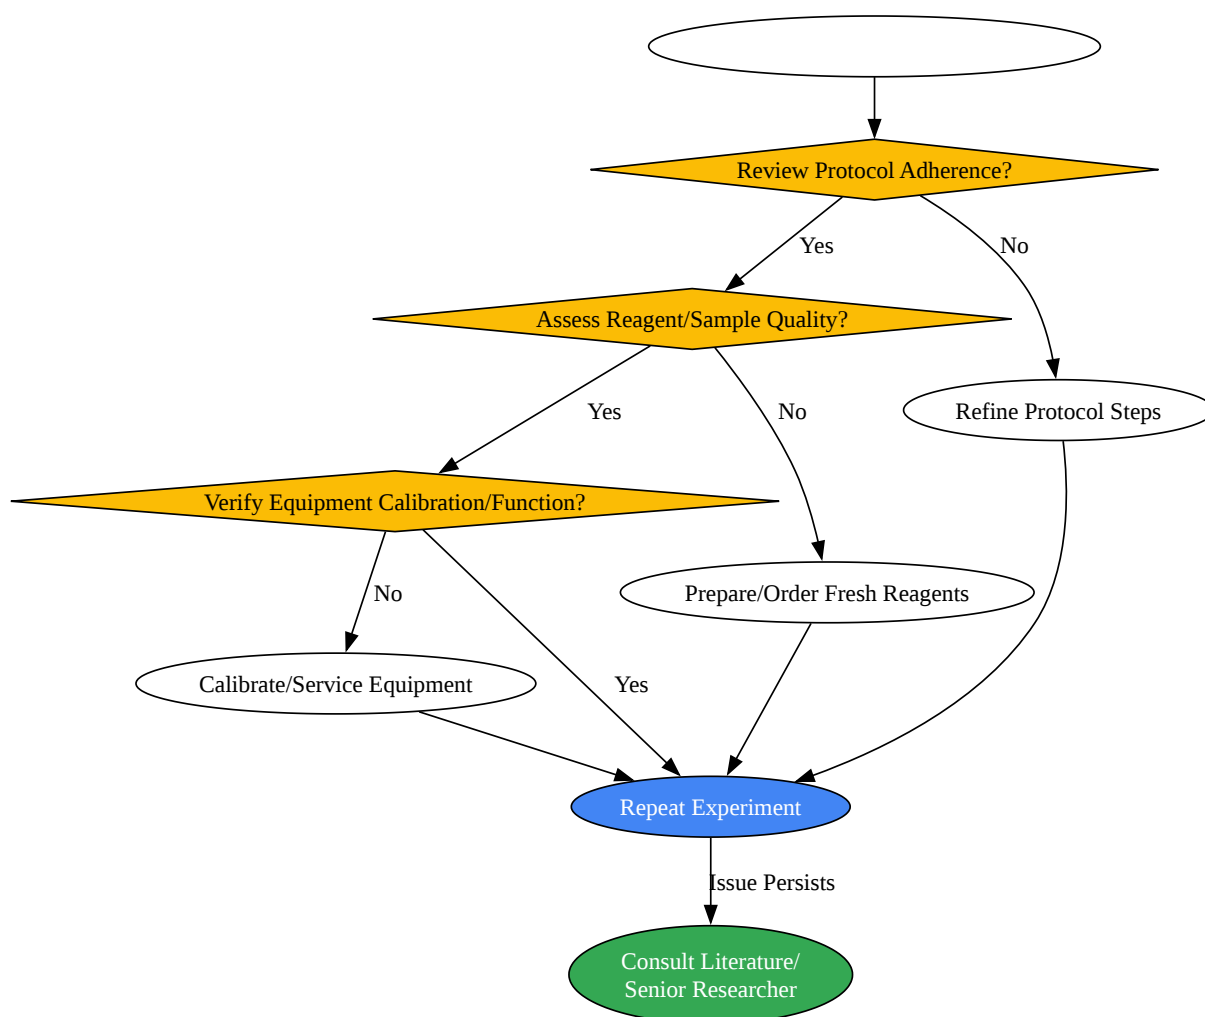 Review Protocol Adherence?
Yes
No
Assess Reagent/Sample Quality?
Yes
No
Refine Protocol Steps
Verify Equipment Calibration/Function?
No
Prepare/Order Fresh Reagents
Calibrate/Service Equipment
Yes
Repeat Experiment
Issue Persists
Consult Literature/
Senior Researcher